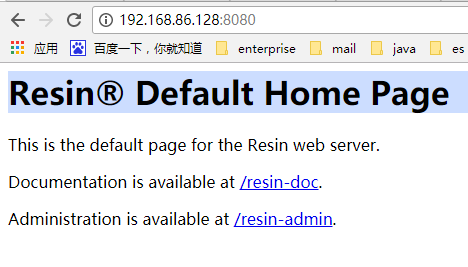 192.168.86.128:8080
应用 百度一下，你就知道 enterprise mail java es
Resin® Default Home Page
This is the default page for the Resin web server.
Documentation is available at /resin-doc.
Administration is available at /resin-admin.